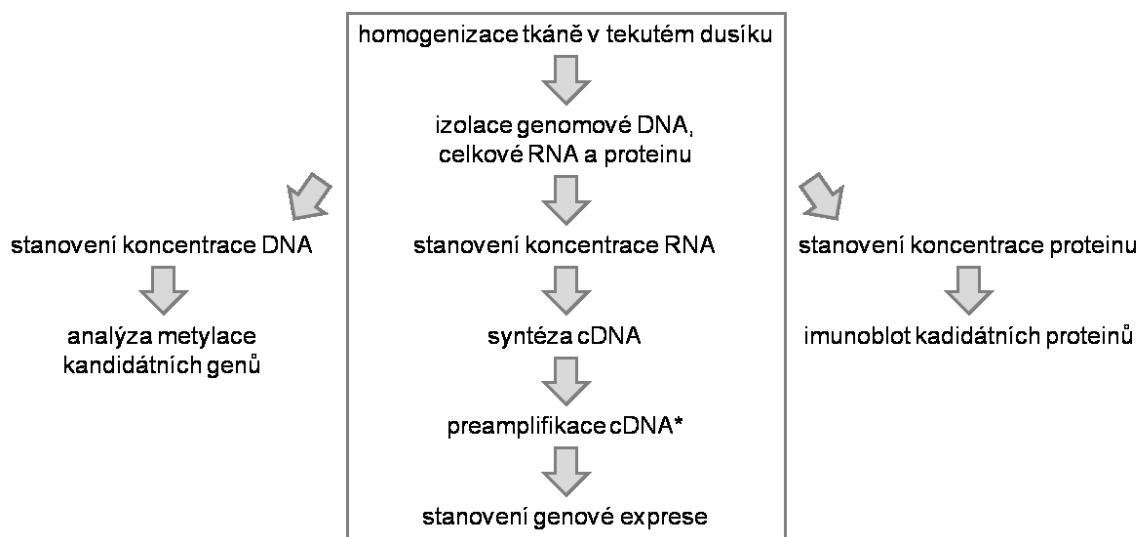 homogenizace tkáně v tekutém dusíku
izolace genomové DNA,
celkové RNA a proteinu
stanovení koncentrace DNA
stanovení koncentrace RNA
stanovení koncentrace proteinu
analýza metylace
kandidátních genů
syntéza cDNA
imunoblot kadidátních proteinů
preamplifikace cDNA*
stanovení genové exprese